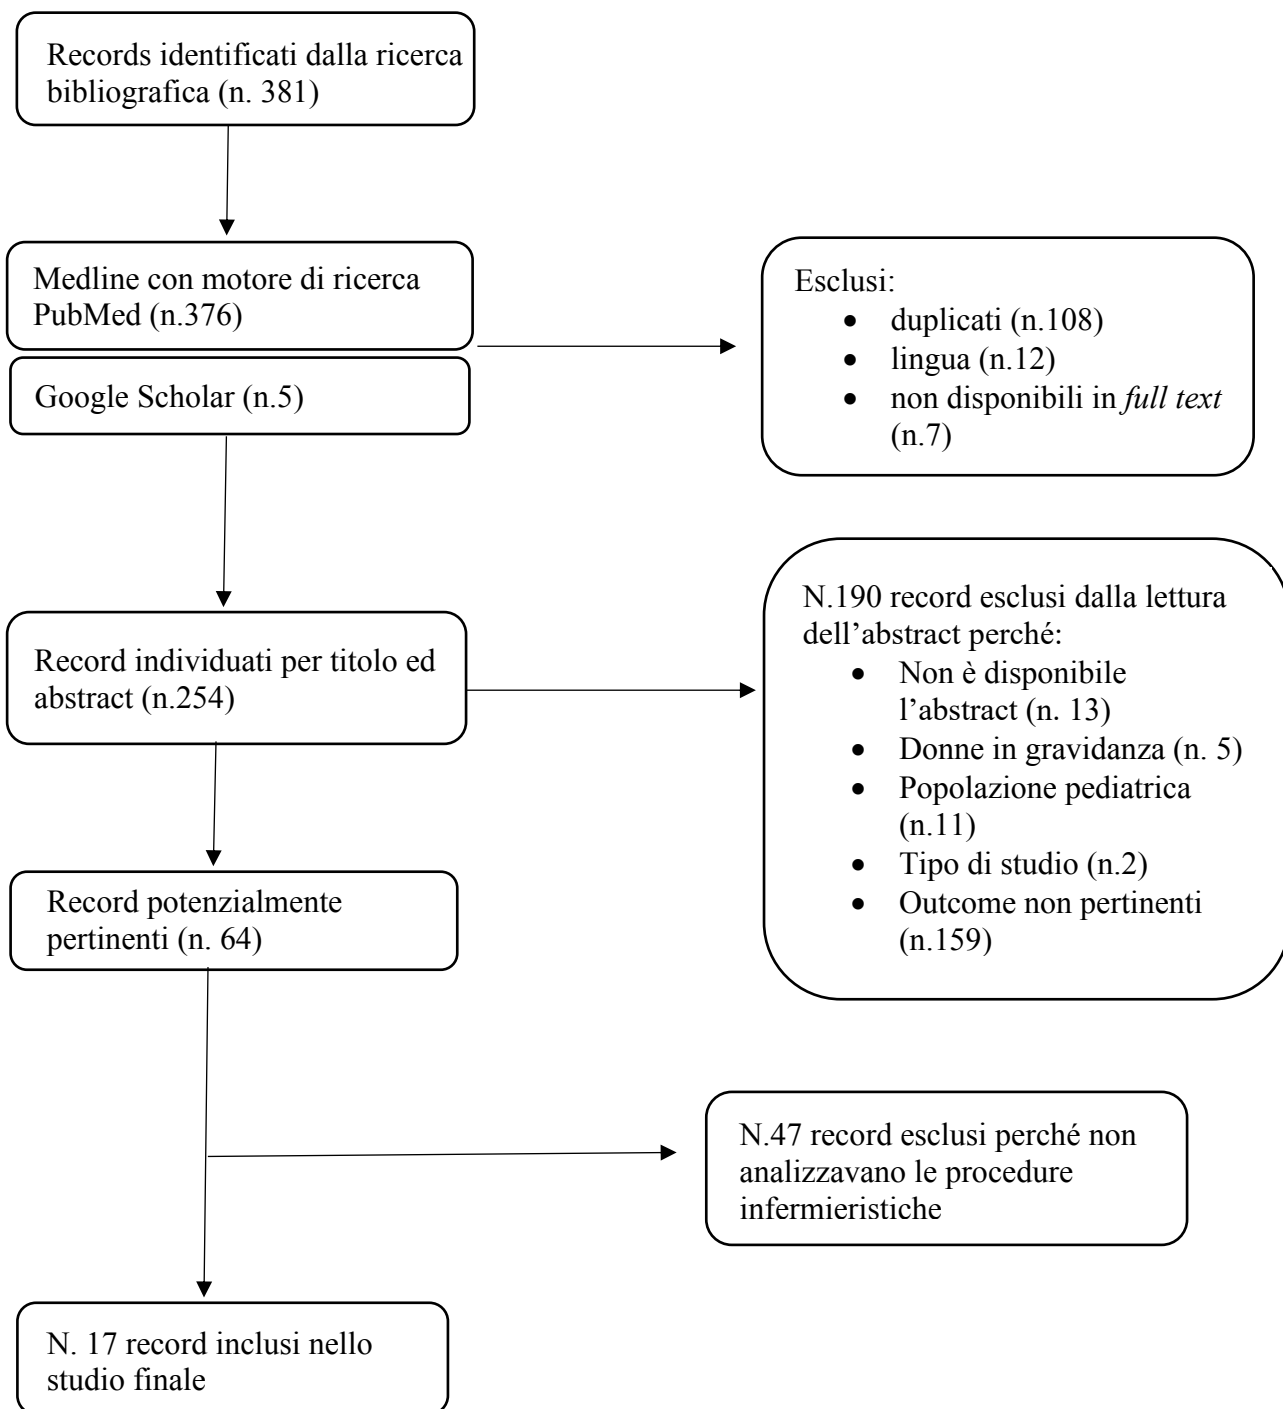 Records identificati dalla ricerca
bibliografica (n. 381)
Medline con motore di ricerca
PubMed (n.376)
Google Scholar (n.5)
Esclusi:
• duplicati (n.108)
• lingua (n.12)
• non disponibili in full text
(n.7)
Record individuati per titolo ed
abstract (n.254)
N.190 record esclusi dalla lettura
dell’abstract perché:
• Non è disponibile
l’abstract (n. 13)
• Donne in gravidanza (n. 5)
• Popolazione pediatrica
(n.11)
• Tipo di studio (n.2)
• Outcome non pertinenti
(n.159)
Record potenzialmente
pertinenti (n. 64)
N.47 record esclusi perché non
analizzavano le procedure
infermieristiche
N. 17 record inclusi nello
studio finale